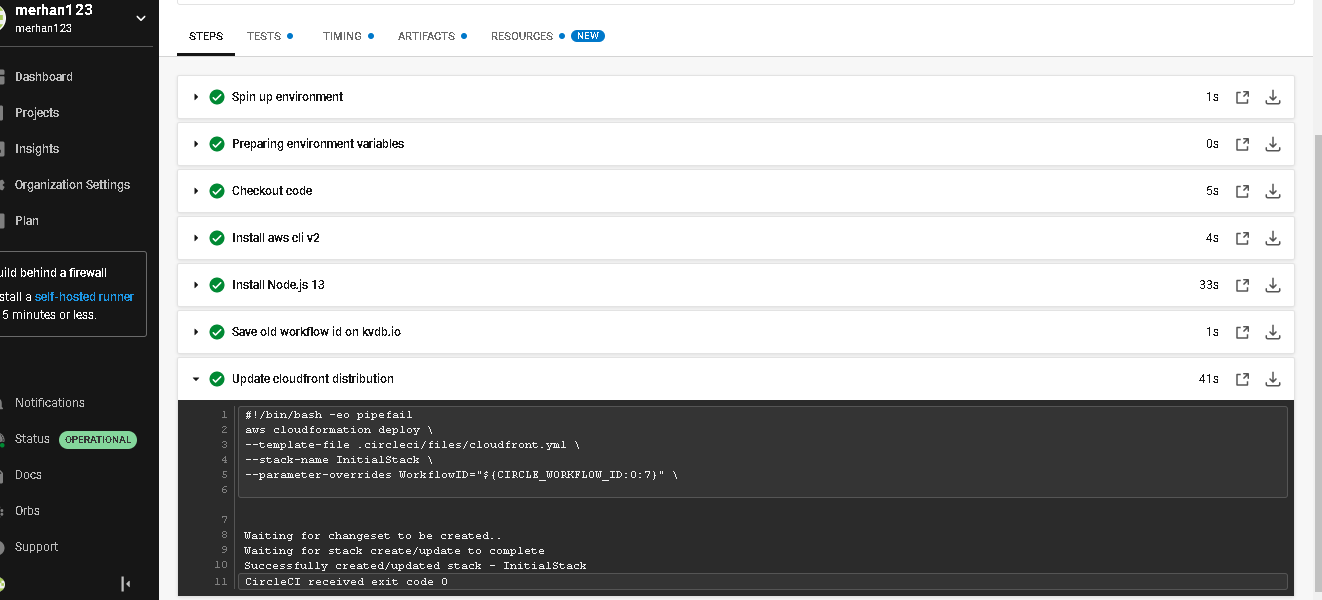 merhan123
merhan123
Dashboard
Projects
Insights
Organization Settings
Plan
uild behind a firewall
stall a self-hosted runner
5 minutes or less.
Notifications
Status OPERATIONAL
Docs
Orbs
Support
STEPS TESTS TIMING ARTIFACTS RESOURCES NEW
Spin up environment 1s
Preparing environment variables 0s
Checkout code 5s
Install aws cli v2 4s
Install Node.js 13 33s
Save old workflow id on kvdb.io 1s
Update cloudfront distribution 41s
1 #!/bin/bash -eo pipefail
2 aws cloudformation deploy \
3 --template-file .circleci/files/cloudfront.yml \
4 --stack-name InitialStack \
5 --parameter-overrides WorkflowID="${CIRCLE_WORKFLOW_ID:0:7}" \
6
7
8 Waiting for changeset to be created..
9 Waiting for stack create/update to complete
10 Successfully created/updated stack - InitialStack
11 CircleCI received exit code 0